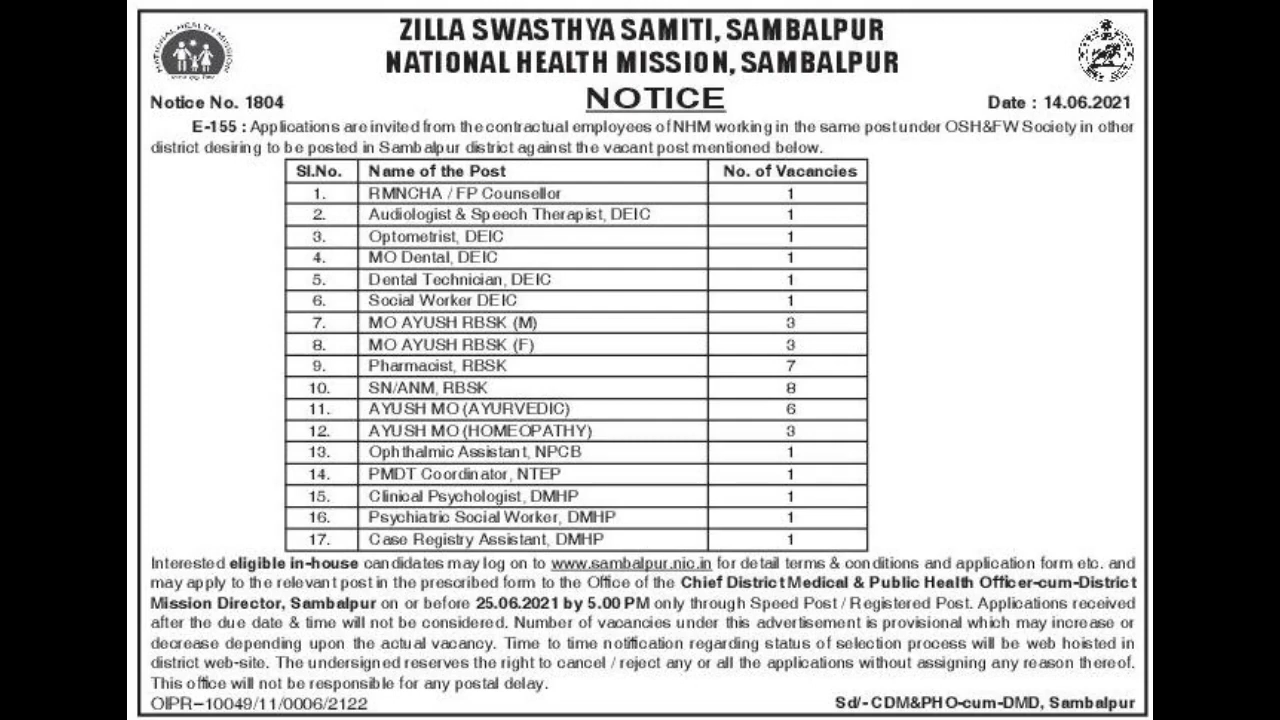 ZILLA SWASTHYA SAMITI, SAMBALPUR
NATIONAL HEALTH MISSION, SAMBALPUR
NATIONAL HEALTH MISSION
NOTICE
Notice No. 1804 Date : 14.06.2021
E-155 : Applications are invited from the contractual employees of NHM working in the same post under OSH&FW Society in other
district desiring to be posted in Sambalpur district against the vacant post mentioned below.
Sl.No. Name of the Post No. of Vacancies
1. RMNCHA / FP Counsellor 1
2. Audiologist & Speech Therapist, DEIC 1
3. Optometrist, DEIC 1
4. MO Dental, DEIC 1
5. Dental Technician, DEIC 1
6. Social Worker DEIC 1
7. MO AYUSH RBSK (M) 3
8. MO AYUSH RBSK (F) 3
9. Pharmacist, RBSK 7
10. SN/ANM, RBSK 8
11. AYUSH MO (AYURVEDIC) 6
12. AYUSH MO (HOMEOPATHY) 3
13. Ophthalmic Assistant, NPCB 1
14. PMDT Coordinator, NTEP 1
15. Clinical Psychologist, DMHP 1
16. Psychiatric Social Worker, DMHP 1
17. Case Registry Assistant, DMHP 1
Interested eligible in-house candidates may log on to www.sambalpur.nic.in for detail terms & conditions and application form etc. and
may apply to the relevant post in the prescribed form to the Office of the Chief District Medical & Public Health Officer-cum-District
Mission Director, Sambalpur on or before 25.06.2021 by 5.00 PM only through Speed Post / Registered Post. Applications received
after the due date & time will not be considered. Number of vacancies under this advertisement is provisional which may increase or
decrease depending upon the actual vacancy. Time to time notification regarding status of selection process will be web hoisted in
district web-site. The undersigned reserves the right to cancel / reject any or all the applications without assigning any reason thereof.
This office will not be responsible for any postal delay.
OIPR–10049/11/0006/2122 Sd/- CDM&PHO-cum-DMD, Sambalpur